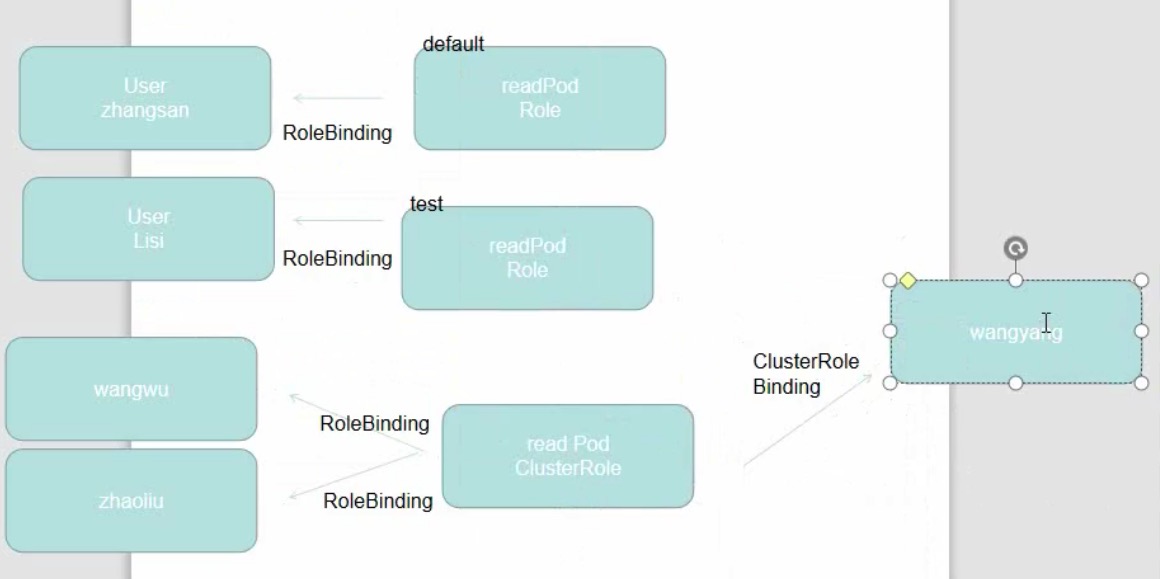 default
User
zhangsan
readPod
Role
RoleBinding
test
User
Lisi
readPod
Role
RoleBinding
wangyang
ClusterRole
Binding
wangwu
RoleBinding
read Pod
ClusterRole
zhaoliu
RoleBinding